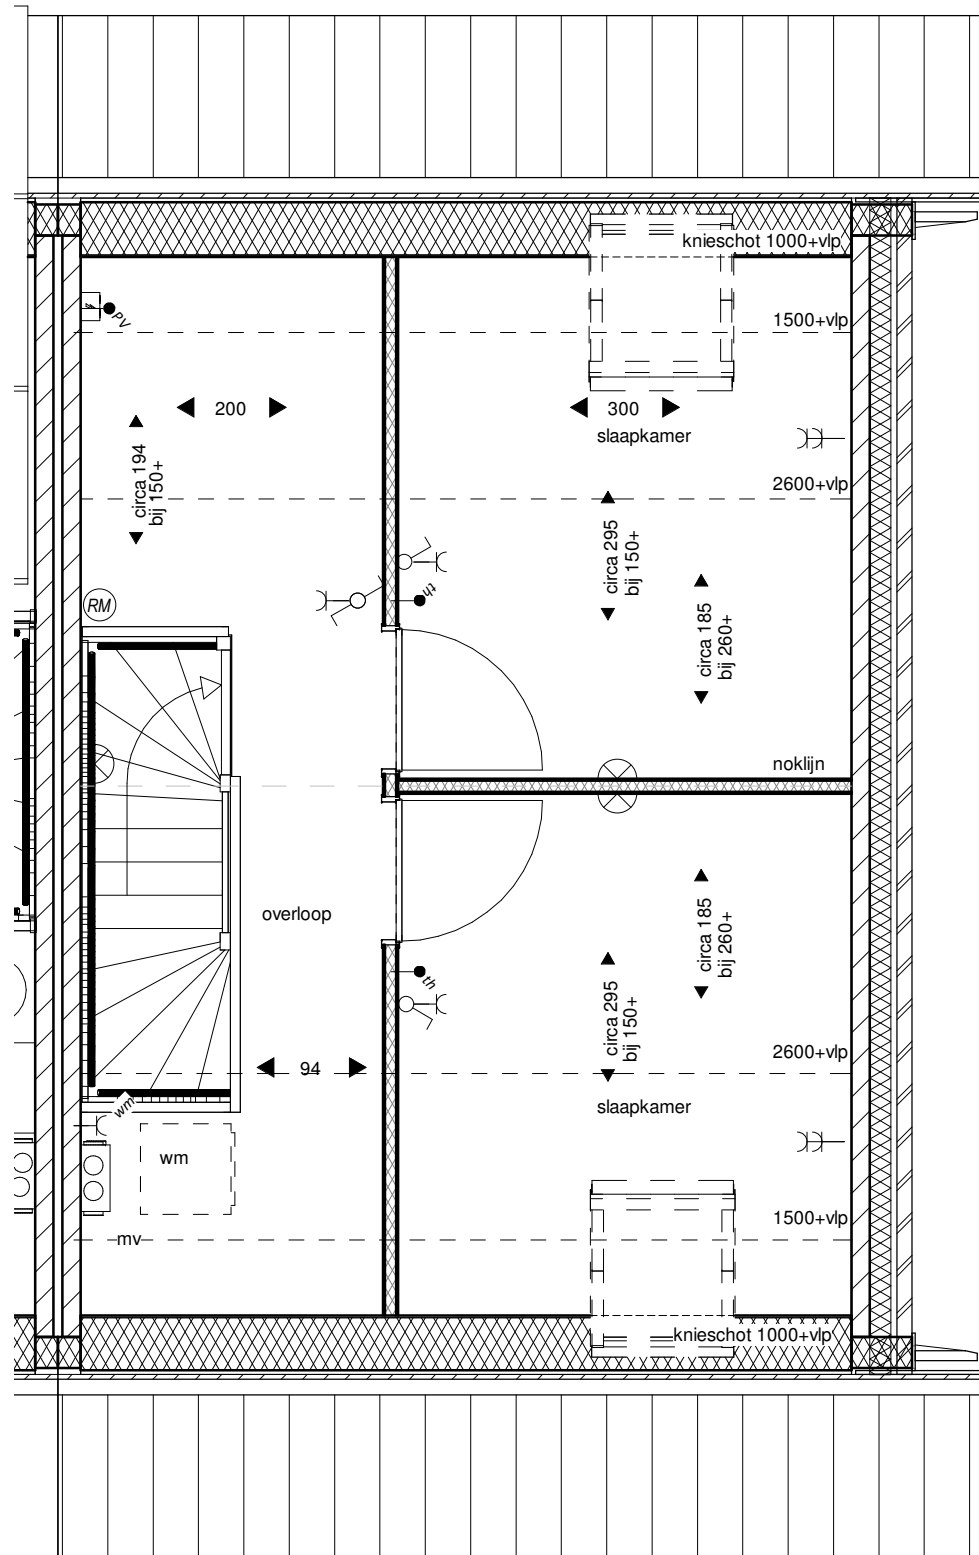 knieschot 1000+vlp
PV
1500+vlp
200
300
slaapkamer
circa 194
bij 150+
2600+vlp
circa 295
bij 150+
th
RM
circa 185
bij 260+
noklijn
circa 185
bij 260+
overloop
th
circa 295
bij 150+
2600+vlp
94
slaapkamer
wm
wm
1500+vlp
mv
knieschot 1000+vlp